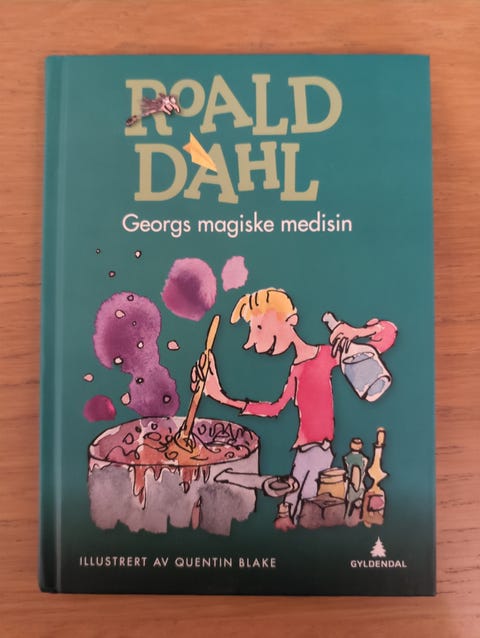 ROALD
DAHL
Georgs magiske medisin
ILLUSTRERT AV QUENTIN BLAKE
GYLDENDAL